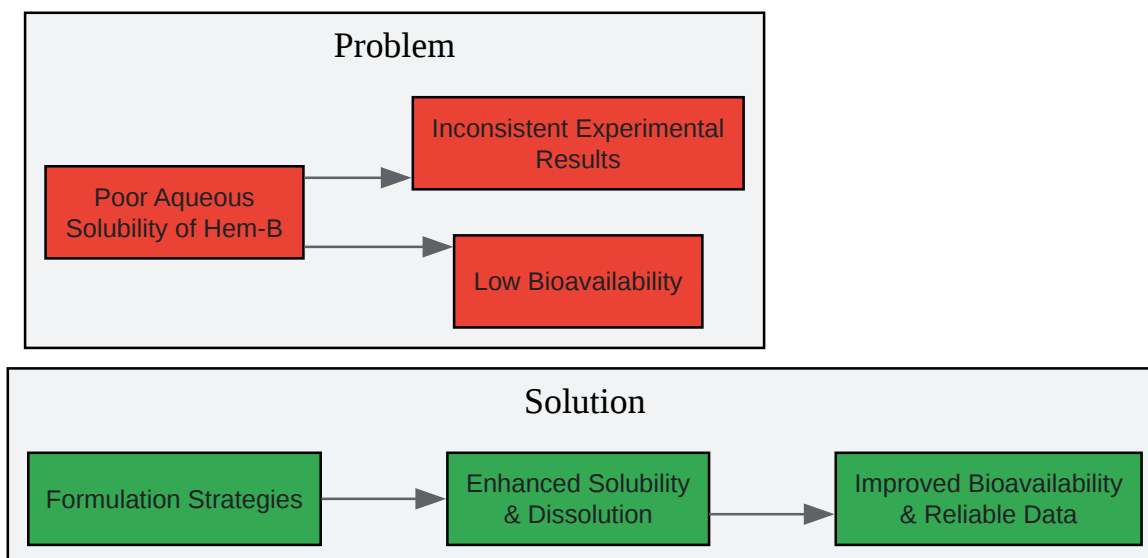 Problem
Inconsistent Experimental
Results
Poor Aqueous
Solubility of Hem-B
Low Bioavailability
Solution
Formulation Strategies
Enhanced Solubility
& Dissolution
Improved Bioavailability
& Reliable Data